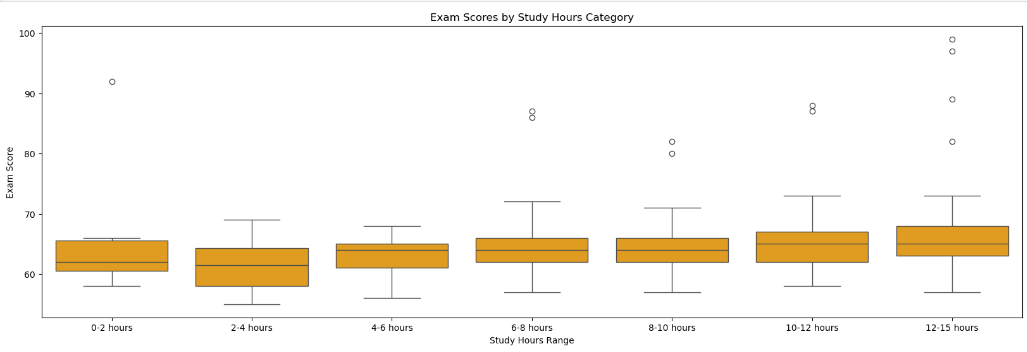 Exam Scores by Study Hours Category
100
90
80
70
60
Exam Score
0-2 hours 2-4 hours 4-6 hours 6-8 hours 8-10 hours 10-12 hours 12-15 hours
Study Hours Range